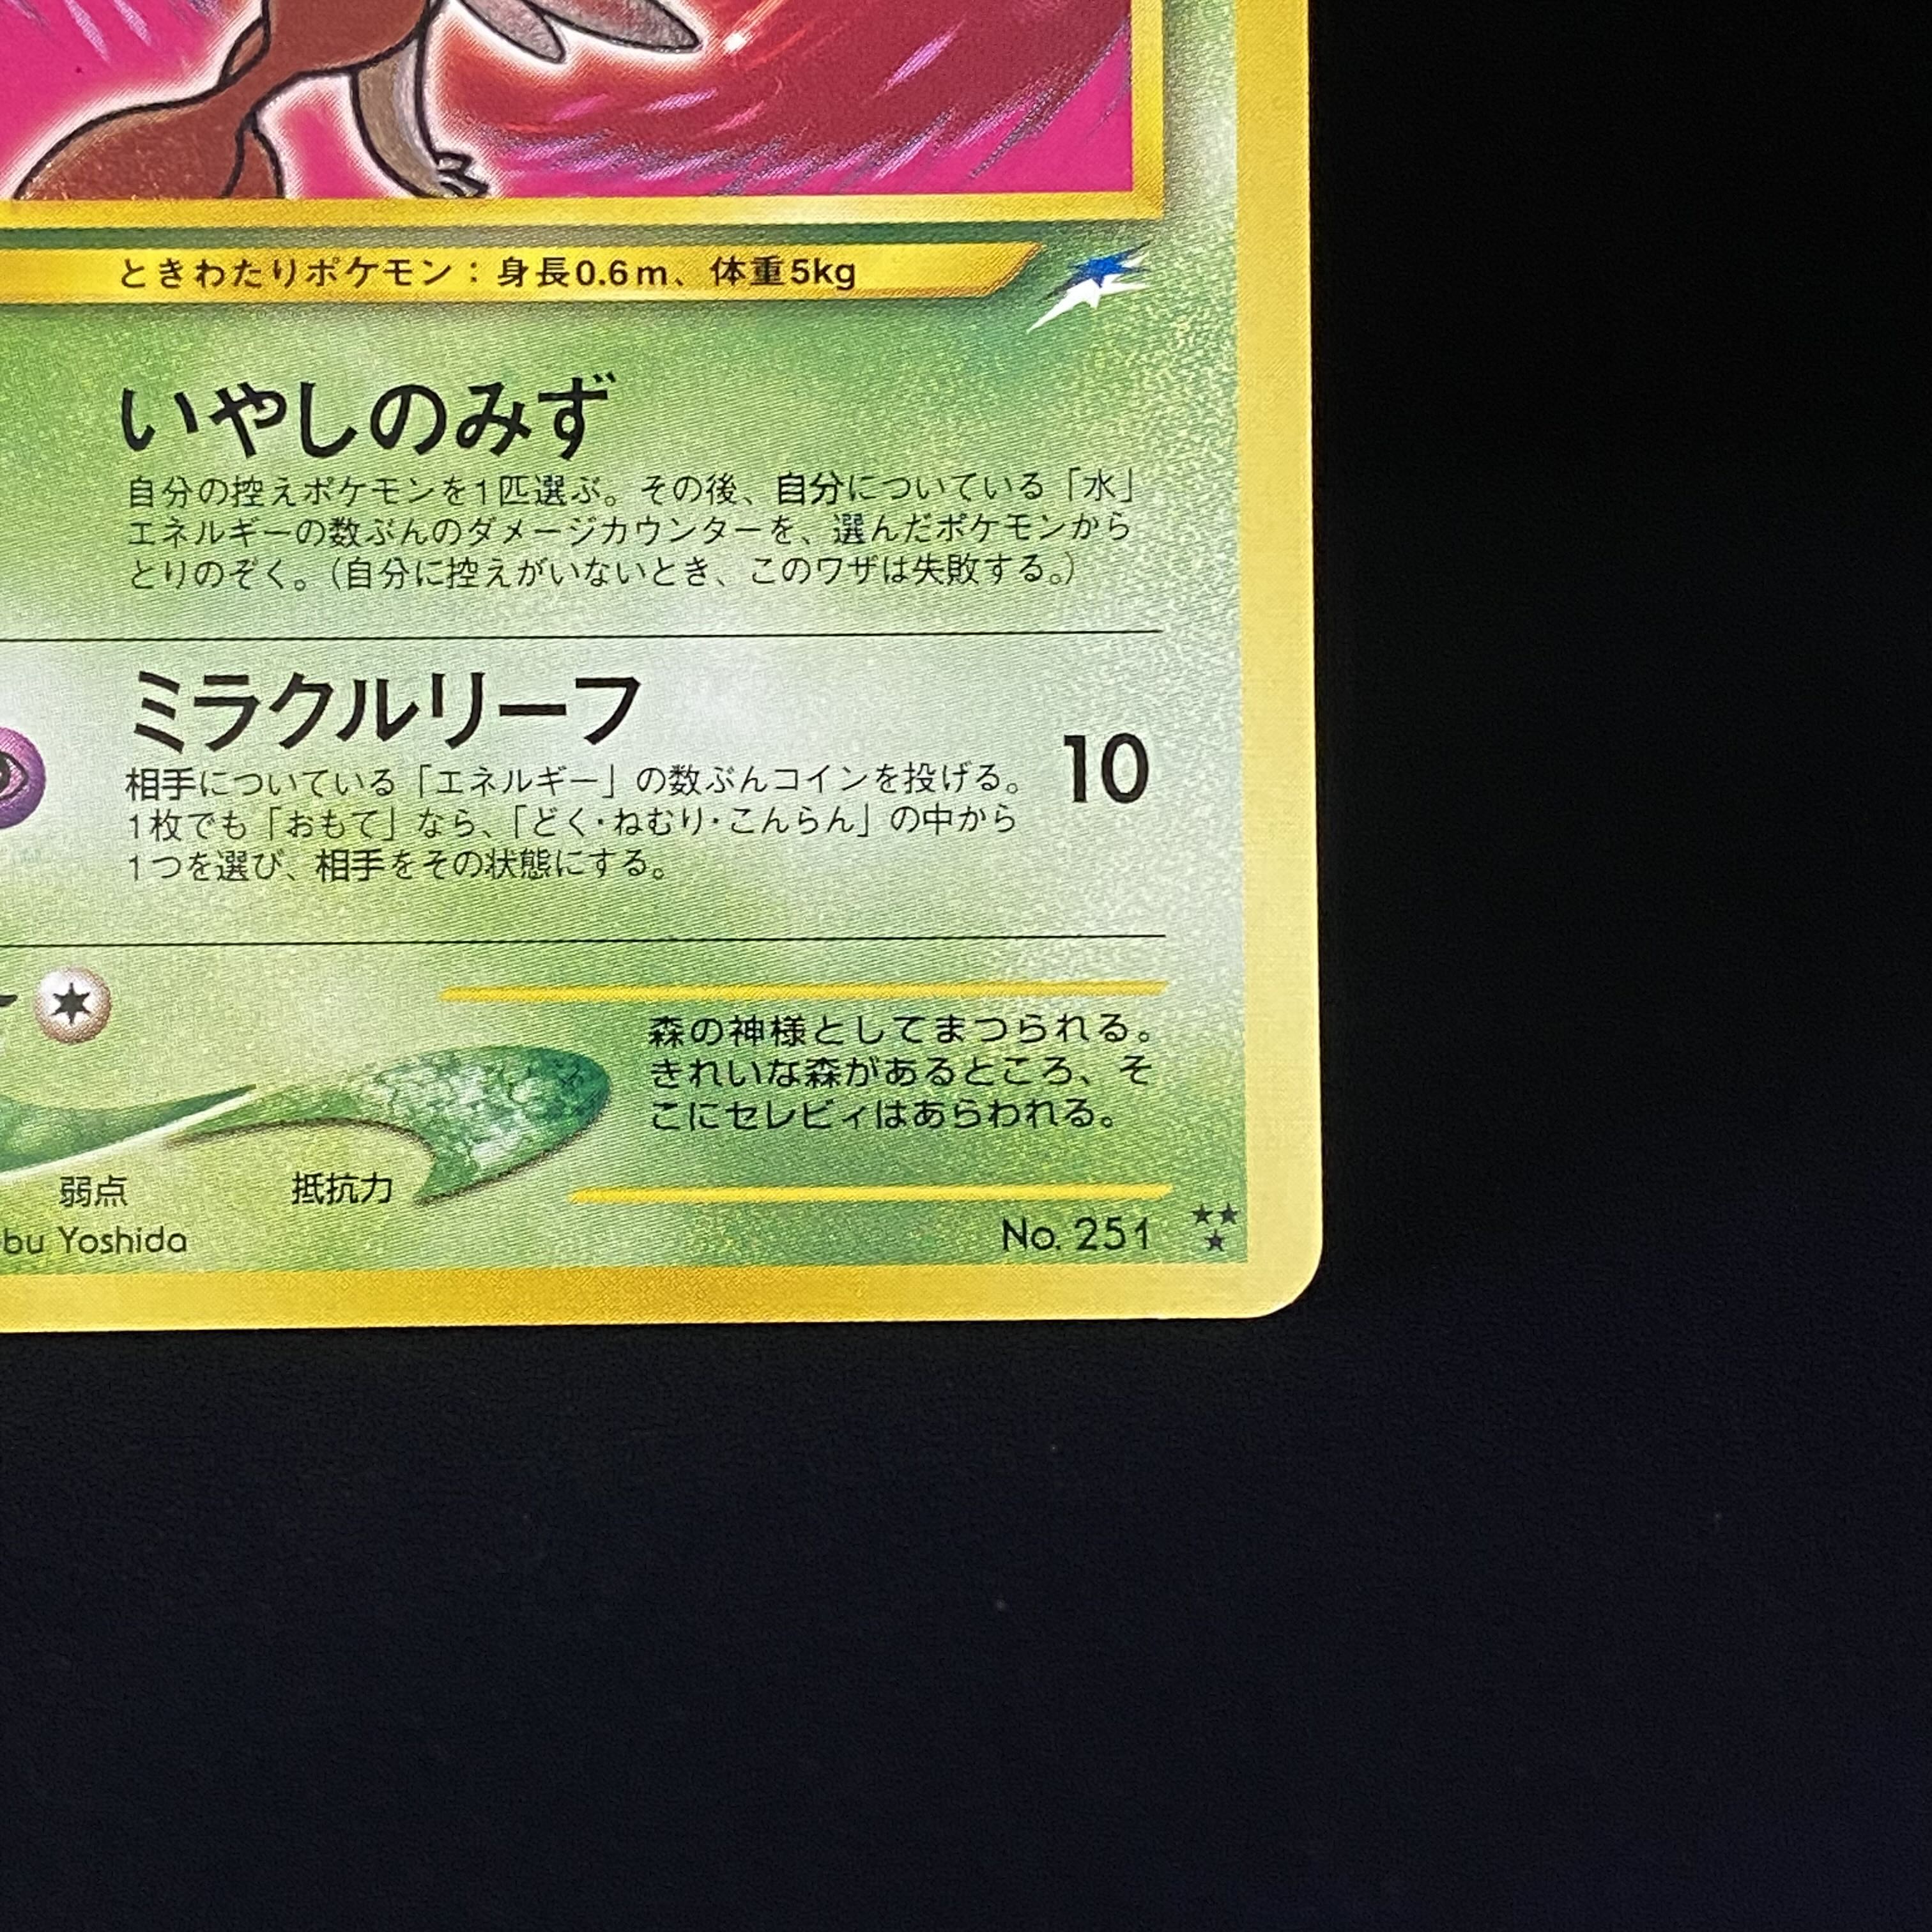 ときわたりポケモン：身長0.6m、体重5kg
いやしのみず
自分の控えポケモンを1匹選ぶ。その後、自分についている「水」
エネルギーの数ぶんのダメージカウンターを、選んだポケモンから
とりのぞく。（自分に控えがいないとき、このワザは失敗する。）
ミラクルリーフ
10
相手についている「エネルギー」の数ぶんコインを投げる。
1枚でも「おもて」なら、「どく・ねむり・こんらん」の中から
1つを選び、相手をその状態にする。
森の神様としてまつられる。
きれいな森があるところ、そ
こにセレビィはあらわれる。
弱点 抵抗力
bu Yoshida
No. 251 ★★★